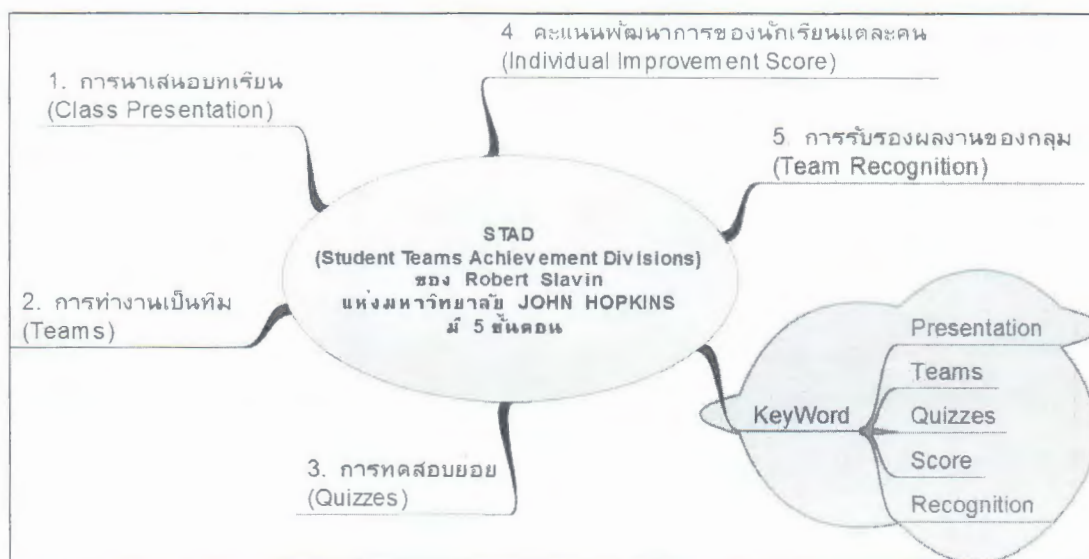 1. การนำเสนอบทเรียน
(Class Presentation)
2. การทำงานเป็นทีม
(Teams)
3. การทดสอบย่อย
(Quizzes)
4. คะแนนพัฒนาการของนักเรียนแต่ละคน
(Individual Improvement Score)
5. การรับรองผลงานของกลุ่ม
(Team Recognition)
STAD
(Student Teams Achievement Divisions)
ของ Robert Slavin
แห่งมหาวิทยาลัย JOHN HOPKINS
มี 5 ขั้นตอน
KeyWord
Presentation
Teams
Quizzes
Score
Recognition